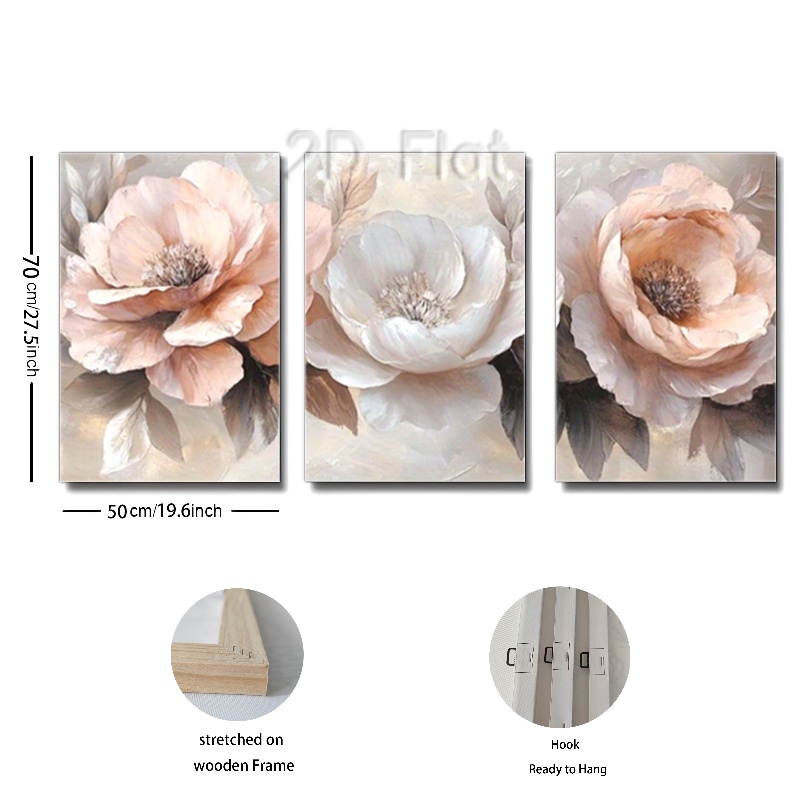 2D Flat
70 cm/27.5inch
50cm/19.6inch
stretched on
wooden Frame
Hook
Ready to Hang